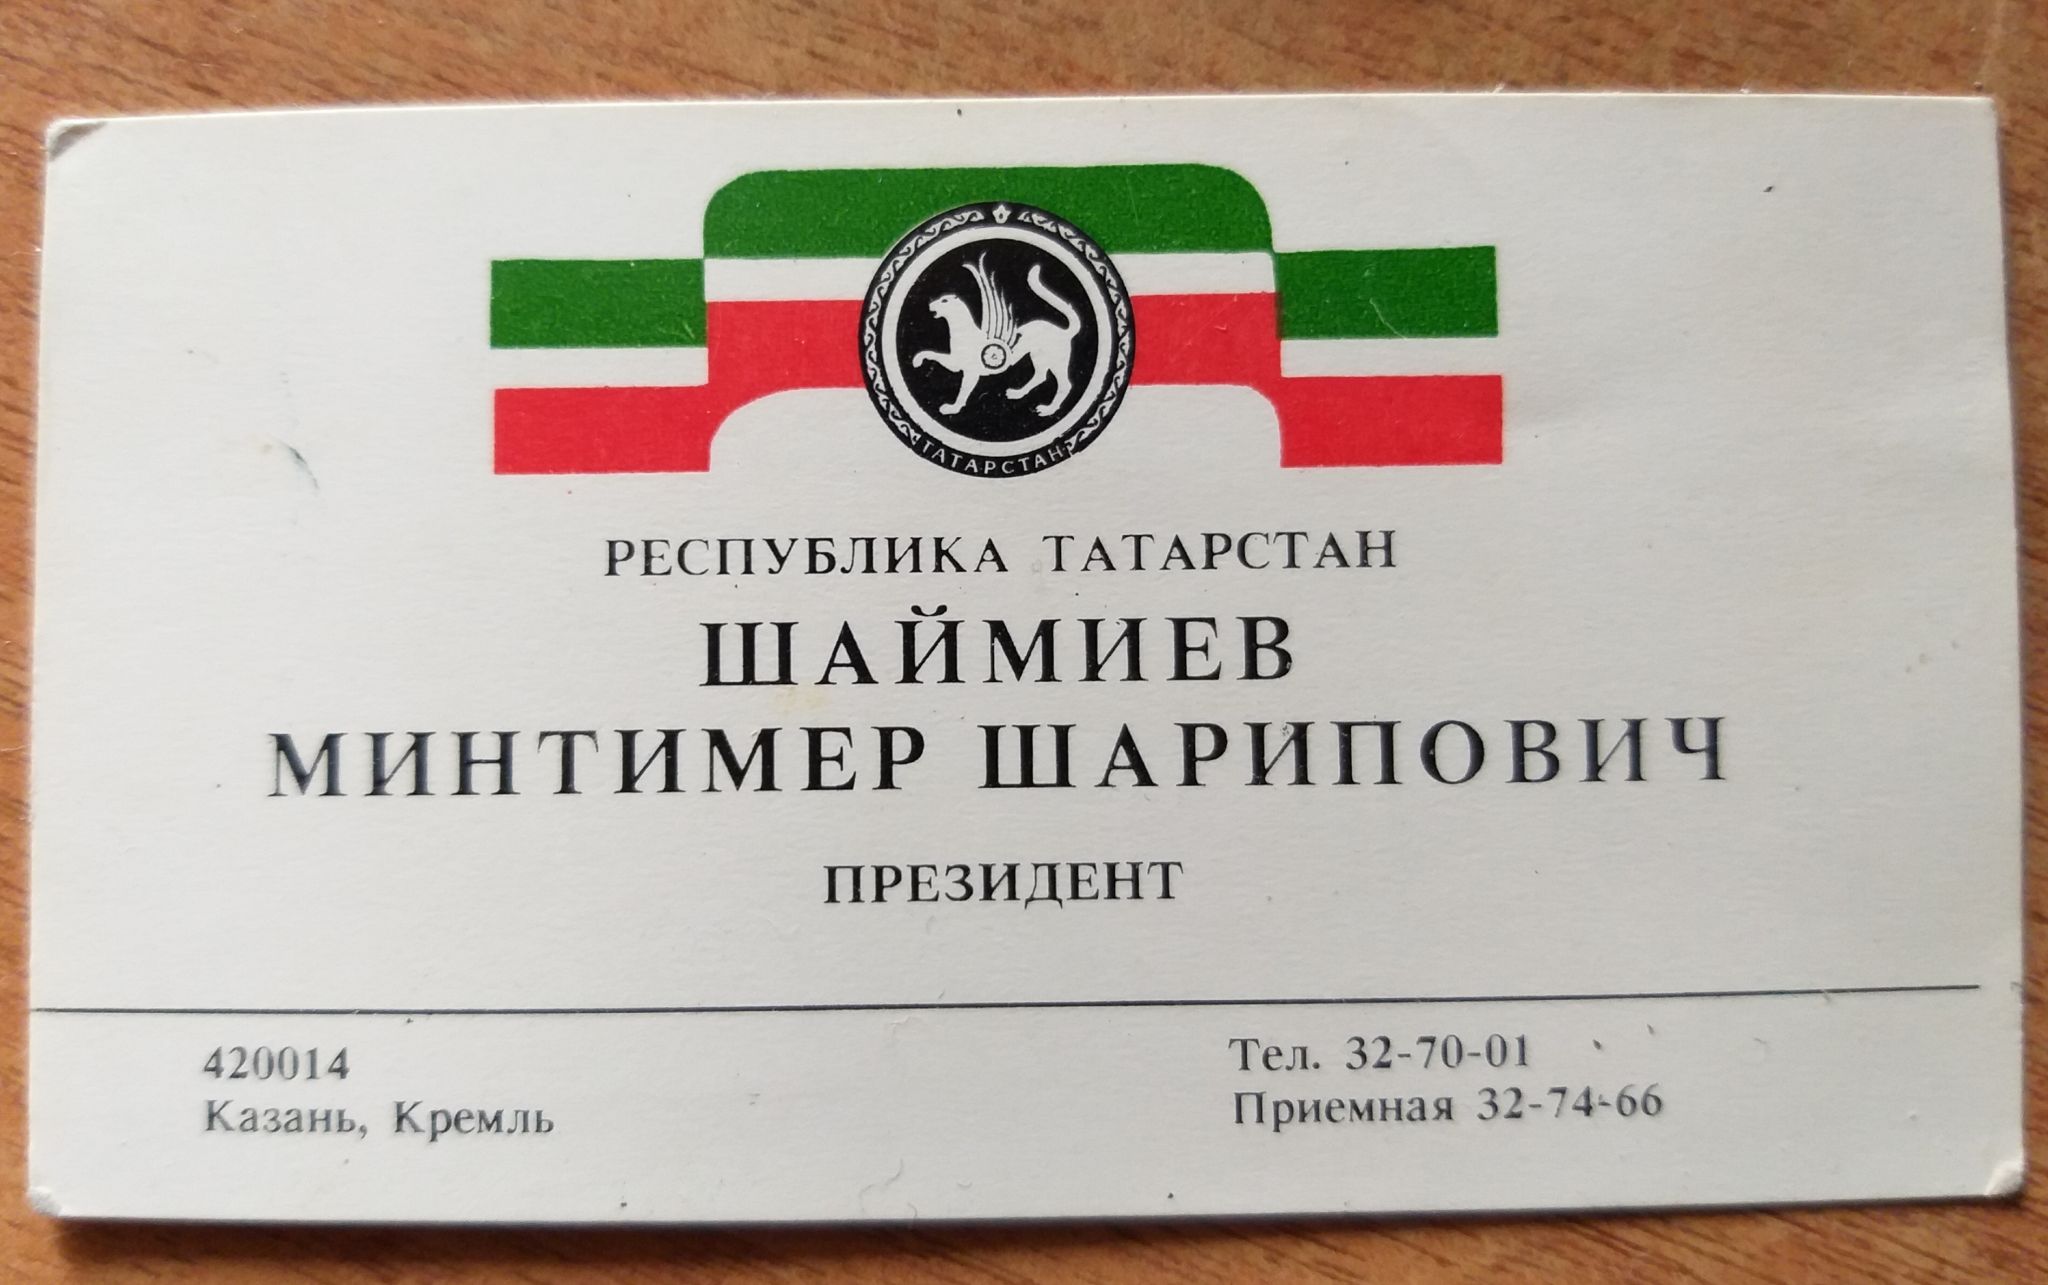 ТАТАРСТАН
РЕСПУБЛИКА ТАТАРСТАН
ШАЙМИЕВ
МИНТИМЕР ШАРИПОВИЧ
ПРЕЗИДЕНТ
420014
Казань, Кремль
Тел. 32-70-01
Приемная 32-74-66